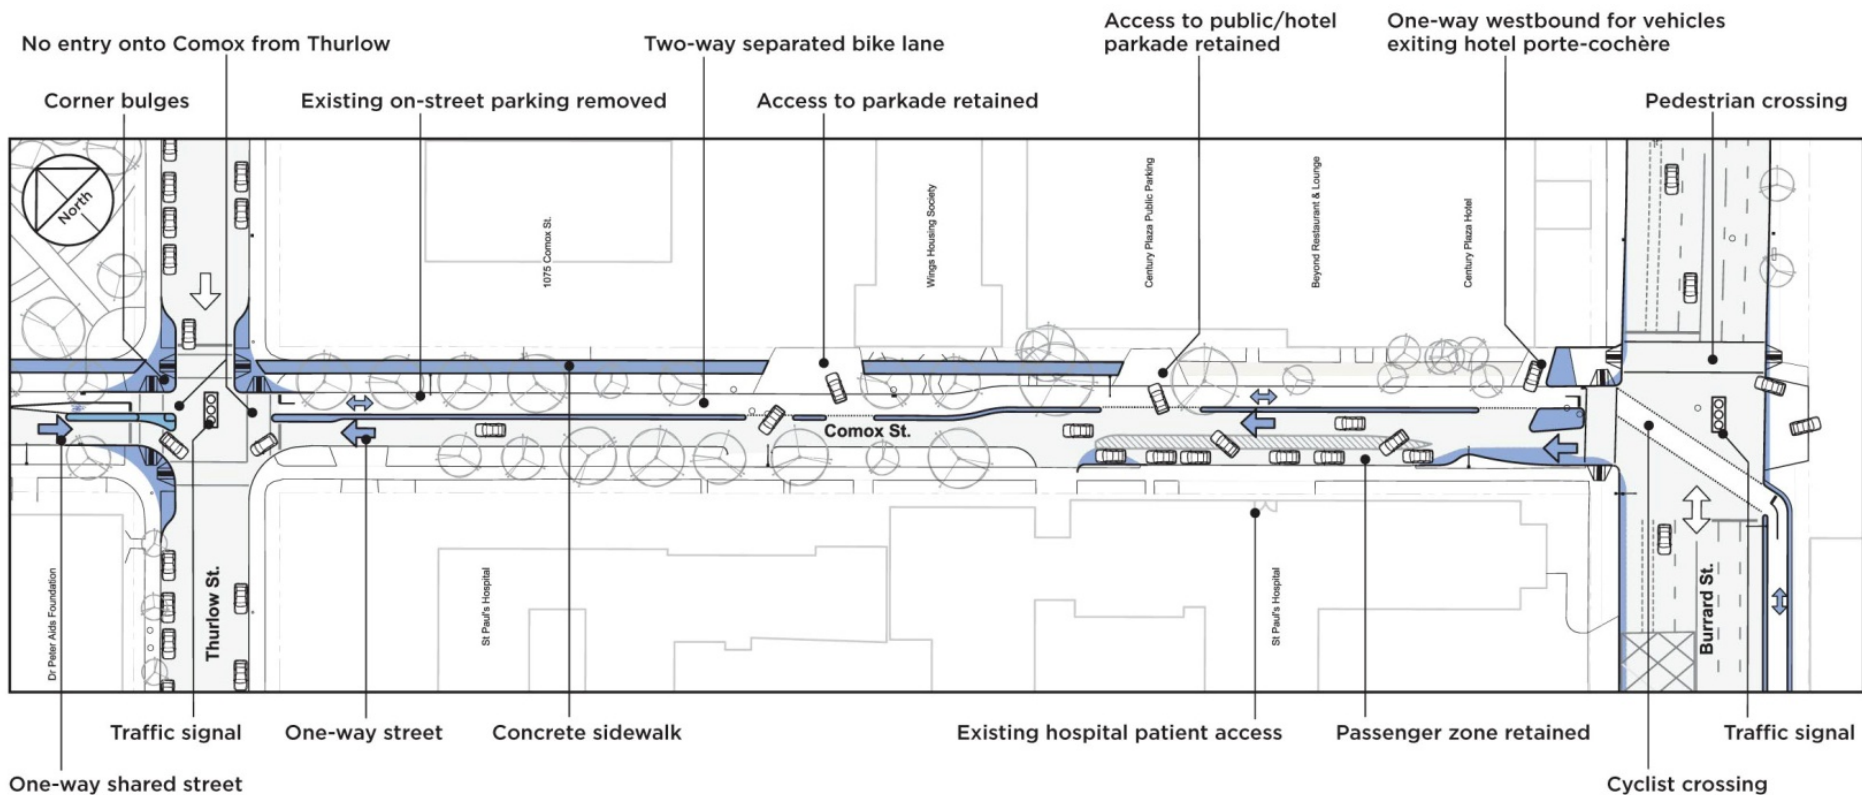 Access to public/hotel
parkade retained
One-way westbound for vehicles
exiting hotel porte-cochère
No entry onto Comox from Thurlow
Two-way separated bike lane
Corner bulges
Existing on-street parking removed
Access to parkade retained
Pedestrian crossing
North
1075 Comox St.
Wings Housing Society
Century Plaza Public Parking
Beyond Restaurant & Lounge
Century Plaza Hotel
Comox St.
Dr Peter Aids Foundation
Thurlow St.
St Paul's Hospital
St Paul's Hospital
Burrard St.
Traffic signal
One-way street
Concrete sidewalk
Existing hospital patient access
Passenger zone retained
Traffic signal
One-way shared street
Cyclist crossing